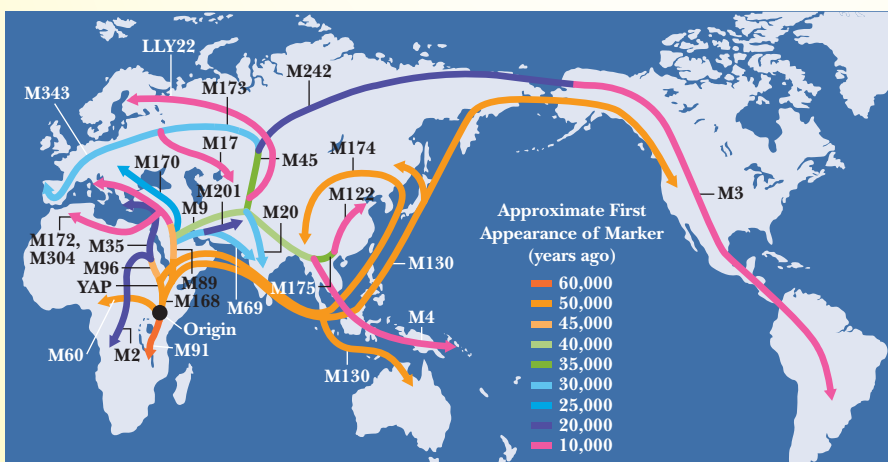 LLY22
M242
M173
M343
M17
M170
M45
M174
M201
M122
M9
M20
M3
M172,
M304
M35
M96
YAP
M89
M168
M69
M175
M130
Origin
M4
M60
M2
M91
M130
Approximate First
Appearance of Marker
(years ago)
60,000
50,000
45,000
40,000
35,000
30,000
25,000
20,000
10,000